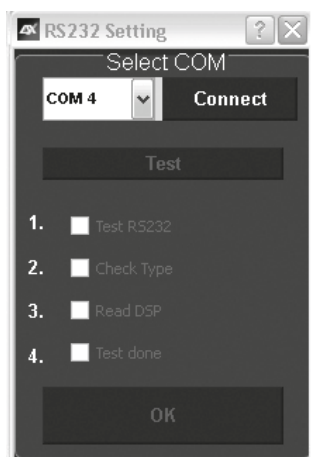 RS232 Setting
Select COM
COM 4 Connect
Test
1. Test RS232
2. Check Type
3. Read DSP
4. Test done
OK